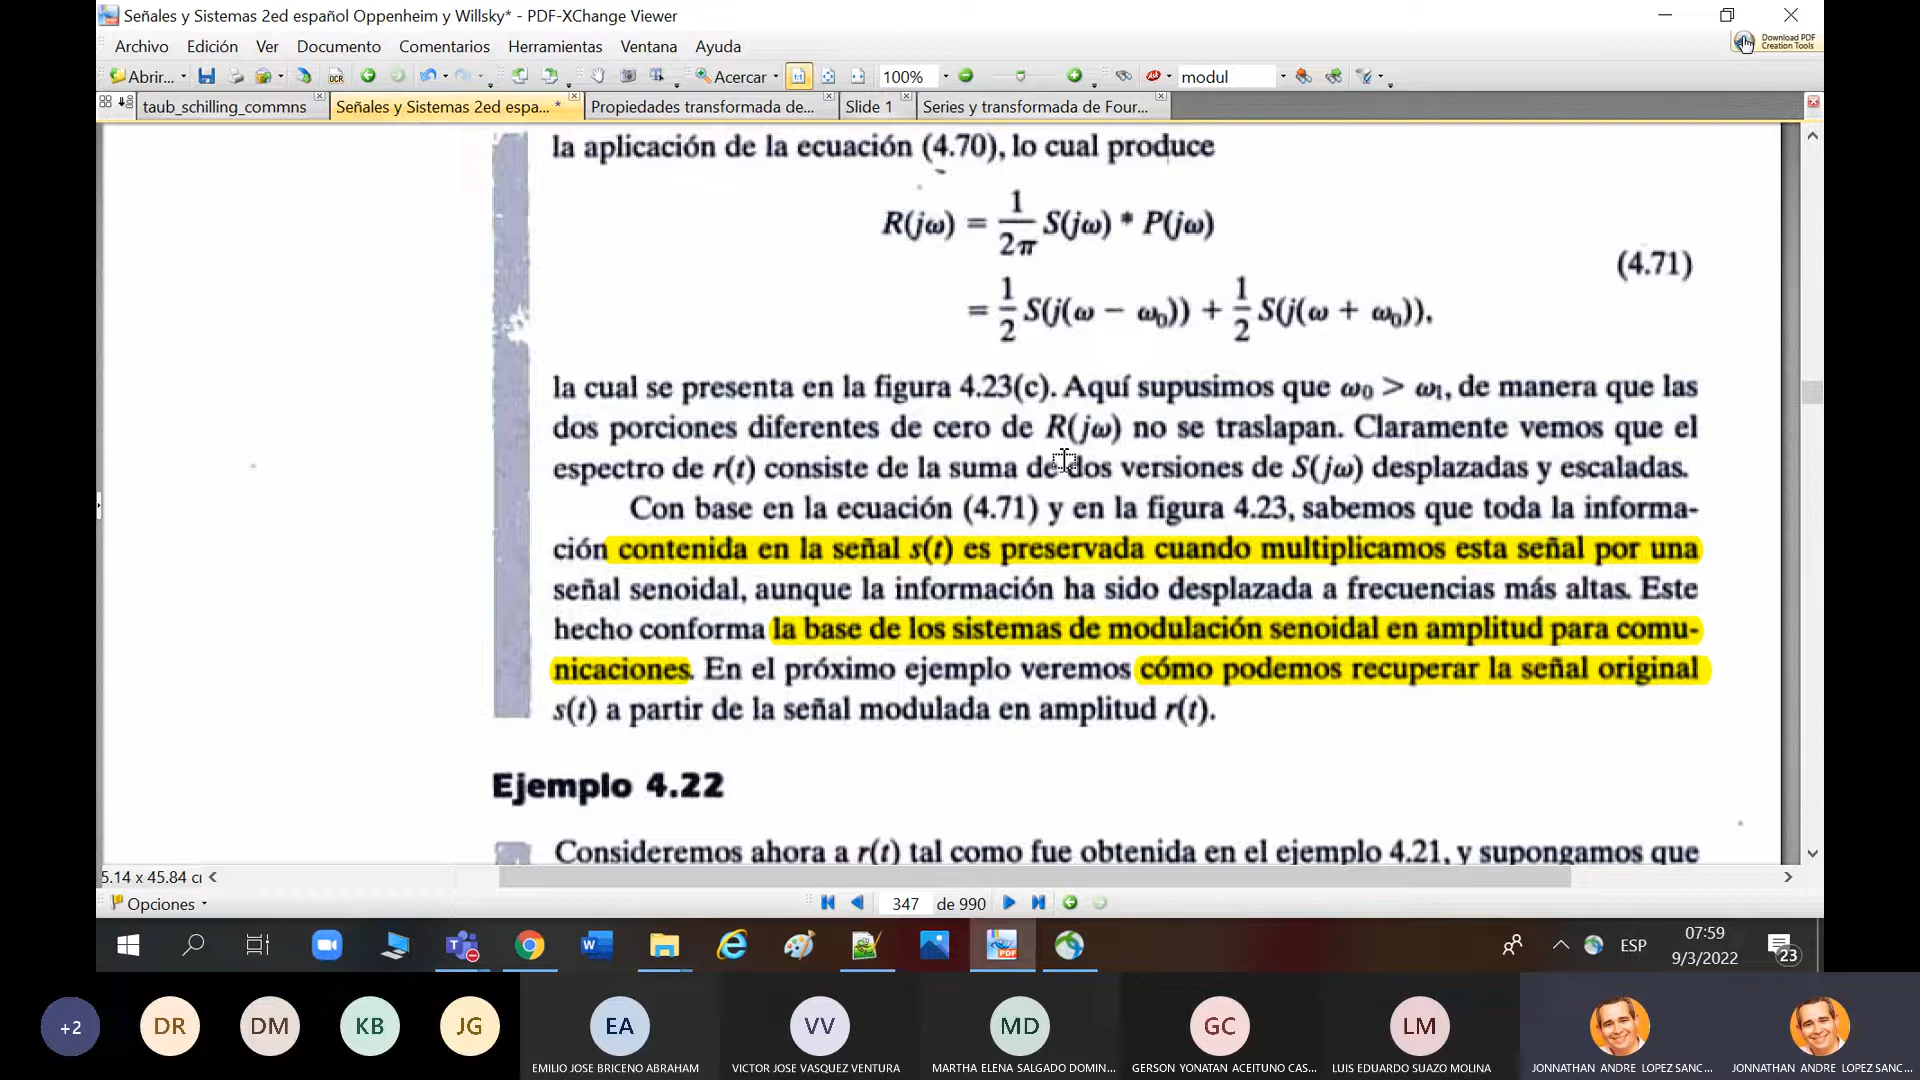 Señales y Sistemas 2ed español Oppenheim y Willsky* - PDF-XChange Viewer
Archivo Edición Ver Documento Comentarios Herramientas Ventana Ayuda
Download PDF
Creation Tools
Abrir... OCR Acercar 100% modul
taub_schilling_commns Señales y Sistemas 2ed espa... * Propiedades transformada de... Slide 1 Series y transformada de Four...
la aplicación de la ecuación (4.70), lo cual produce
R(jω) = 1/2π S(jω) * P(jω)
(4.71)
= 1/2 S(j(ω − ω₀)) + 1/2 S(j(ω + ω₀)),
la cual se presenta en la figura 4.23(c). Aquí supusimos que ω₀ > ω₁, de manera que las
dos porciones diferentes de cero de R(jω) no se traslapan. Claramente vemos que el
espectro de r(t) consiste de la suma de dos versiones de S(jω) desplazadas y escaladas.
Con base en la ecuación (4.71) y en la figura 4.23, sabemos que toda la informa-
ción contenida en la señal s(t) es preservada cuando multiplicamos esta señal por una
señal senoidal, aunque la información ha sido desplazada a frecuencias más altas. Este
hecho conforma la base de los sistemas de modulación senoidal en amplitud para comu-
nicaciones. En el próximo ejemplo veremos cómo podemos recuperar la señal original
s(t) a partir de la señal modulada en amplitud r(t).
Ejemplo 4.22
Consideremos ahora a r(t) tal como fue obtenida en el ejemplo 4.21, y supongamos que
5.14 x 45.84 cı
Opciones 347 de 990
ESP 07:59
9/3/2022 23
+2 DR DM KB JG EA VV MD GC LM
EMILIO JOSE BRICENO ABRAHAM VICTOR JOSE VASQUEZ VENTURA MARTHA ELENA SALGADO DOMIN... GERSON YONATAN ACEITUNO CAS... LUIS EDUARDO SUAZO MOLINA JONNATHAN ANDRE LOPEZ SANC... JONNATHAN ANDRE LOPEZ SANC...